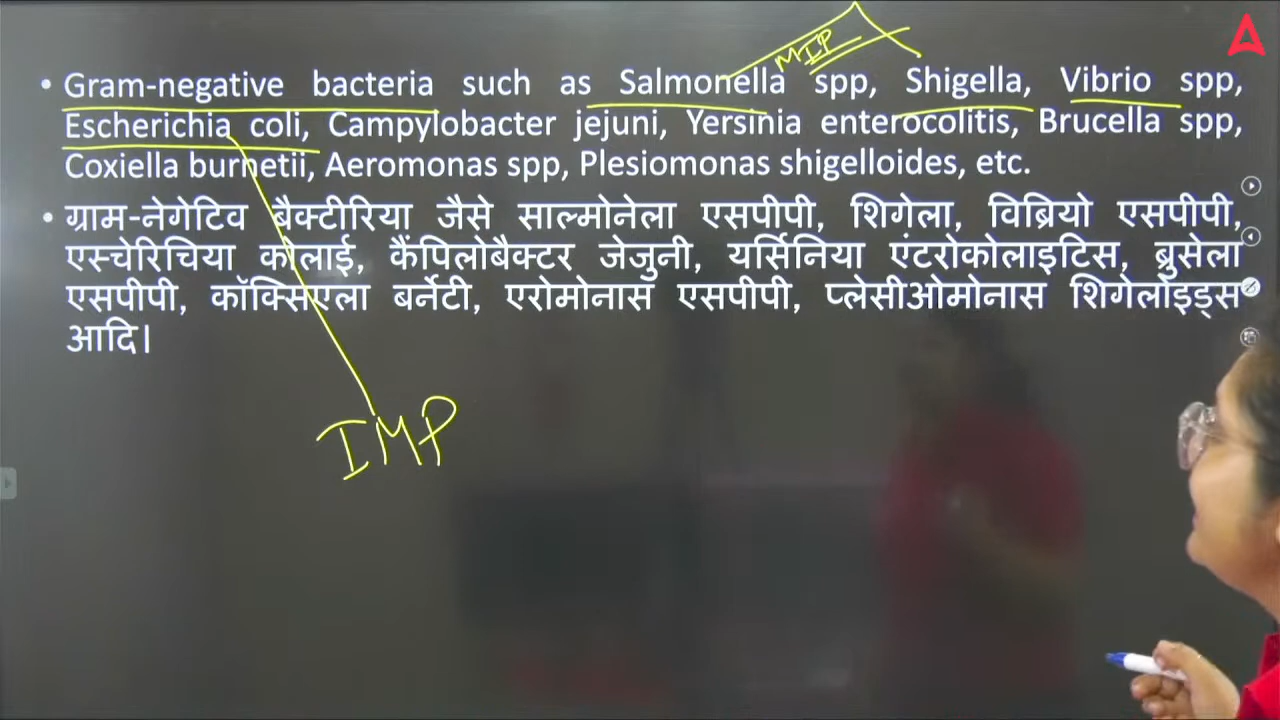 MIP
• Gram-negative bacteria such as Salmonella spp, Shigella, Vibrio spp,
Escherichia coli, Campylobacter jejuni, Yersinia enterocolitis, Brucella spp,
Coxiella burnetii, Aeromonas spp, Plesiomonas shigelloides, etc.
• ग्राम-नेगेटिव बैक्टीरिया जैसे साल्मोनेला एसपीपी, शिगेला, विब्रियो एसपीपी,
एस्चेरिचिया कोलाई, कैंपिलोबैक्टर जेजुनी, यर्सिनिया एंटरोकोलाइटिस, ब्रुसेला
एसपीपी, कॉक्सिएला बर्नेटी, एरोमोनास एसपीपी, प्लेसीओमोनास शिगेलोइड्स
आदि।
IMP